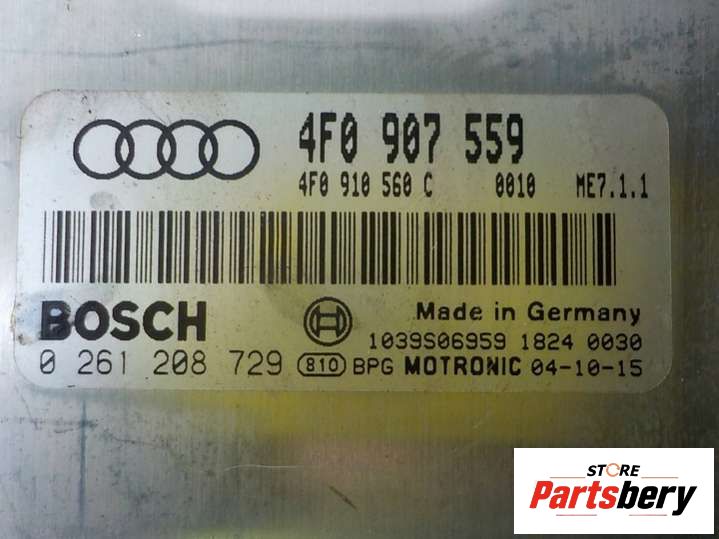 4F0 907 559
4F0 910 560 C 0010 ME7.1.1
BOSCH
Made in Germany
1039S06959 1824 0030
0 261 208 729 810 BPG MOTRONIC 04-10-15
STORE
Partsbery